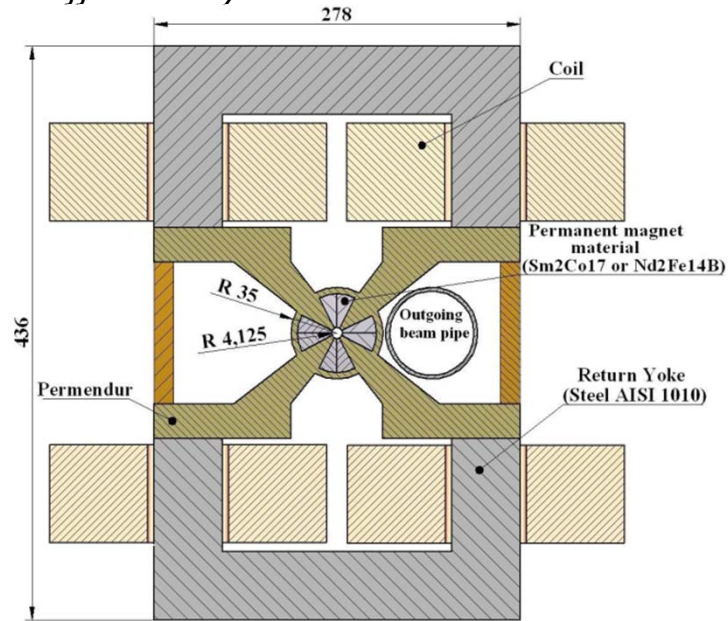 278
Coil
Permanent magnet
material
(Sm2Co17 or Nd2Fe14B)
R 35
R 4,125
Outgoing
beam pipe
436
Permendur
Return Yoke
(Steel AISI 1010)